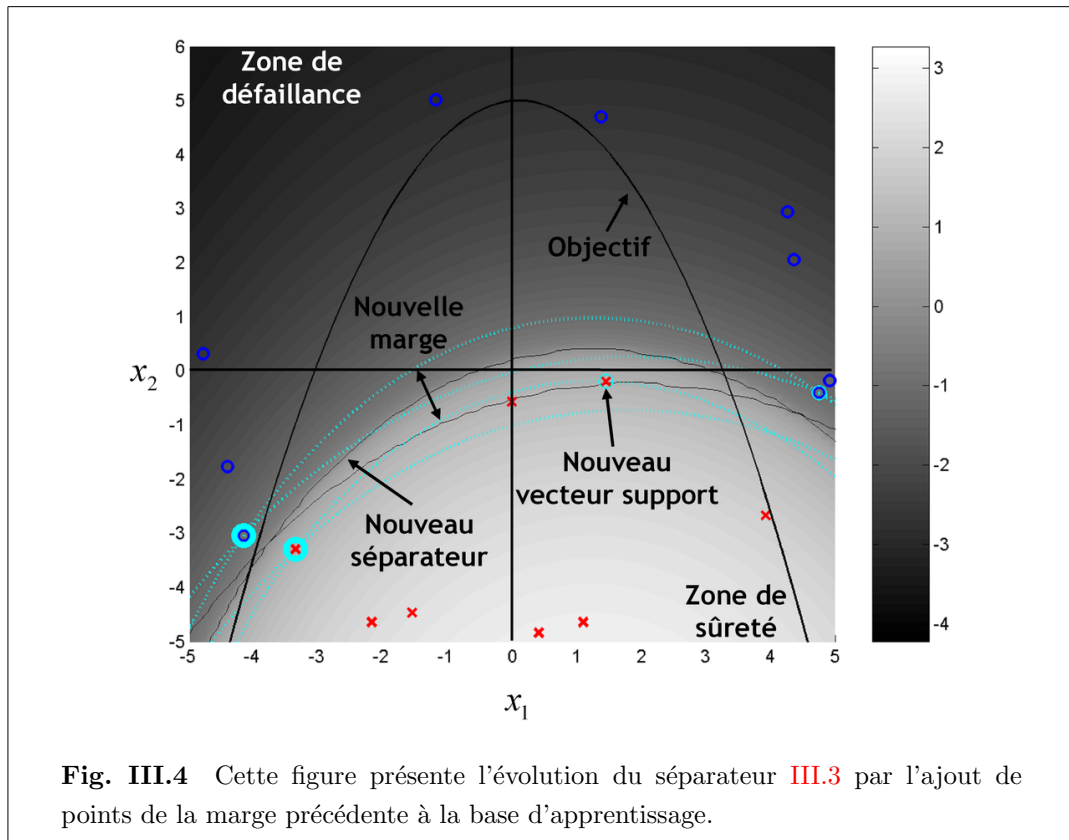 Zone de
défaillance
Objectif
Nouvelle
marge
Nouveau
vecteur support
Nouveau
séparateur
Zone de
sûreté
6
5
4
3
2
1
0
-1
-2
-3
-4
-5
x2
-5 -4 -3 -2 -1 0 1 2 3 4 5
x1
3
2
1
0
-1
-2
-3
-4
Fig. III.4 Cette figure présente l'évolution du séparateur III.3 par l'ajout de
points de la marge précédente à la base d'apprentissage.